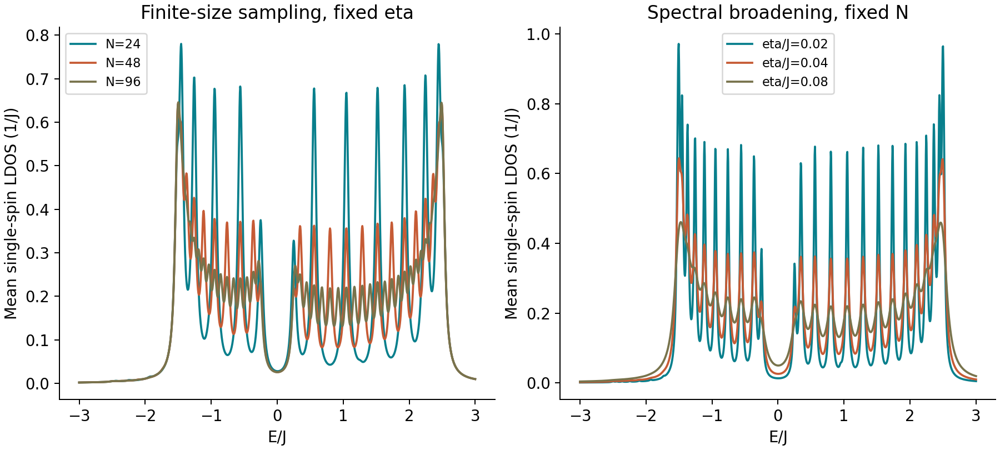 Finite-size sampling, fixed eta
N=24
N=48
N=96
0.8
0.7
0.6
0.5
0.4
0.3
0.2
0.1
0.0
Mean single-spin LDOS (1/J)
−3 −2 −1 0 1 2 3
E/J
Spectral broadening, fixed N
eta/J=0.02
eta/J=0.04
eta/J=0.08
1.0
0.8
0.6
0.4
0.2
0.0
Mean single-spin LDOS (1/J)
−3 −2 −1 0 1 2 3
E/J